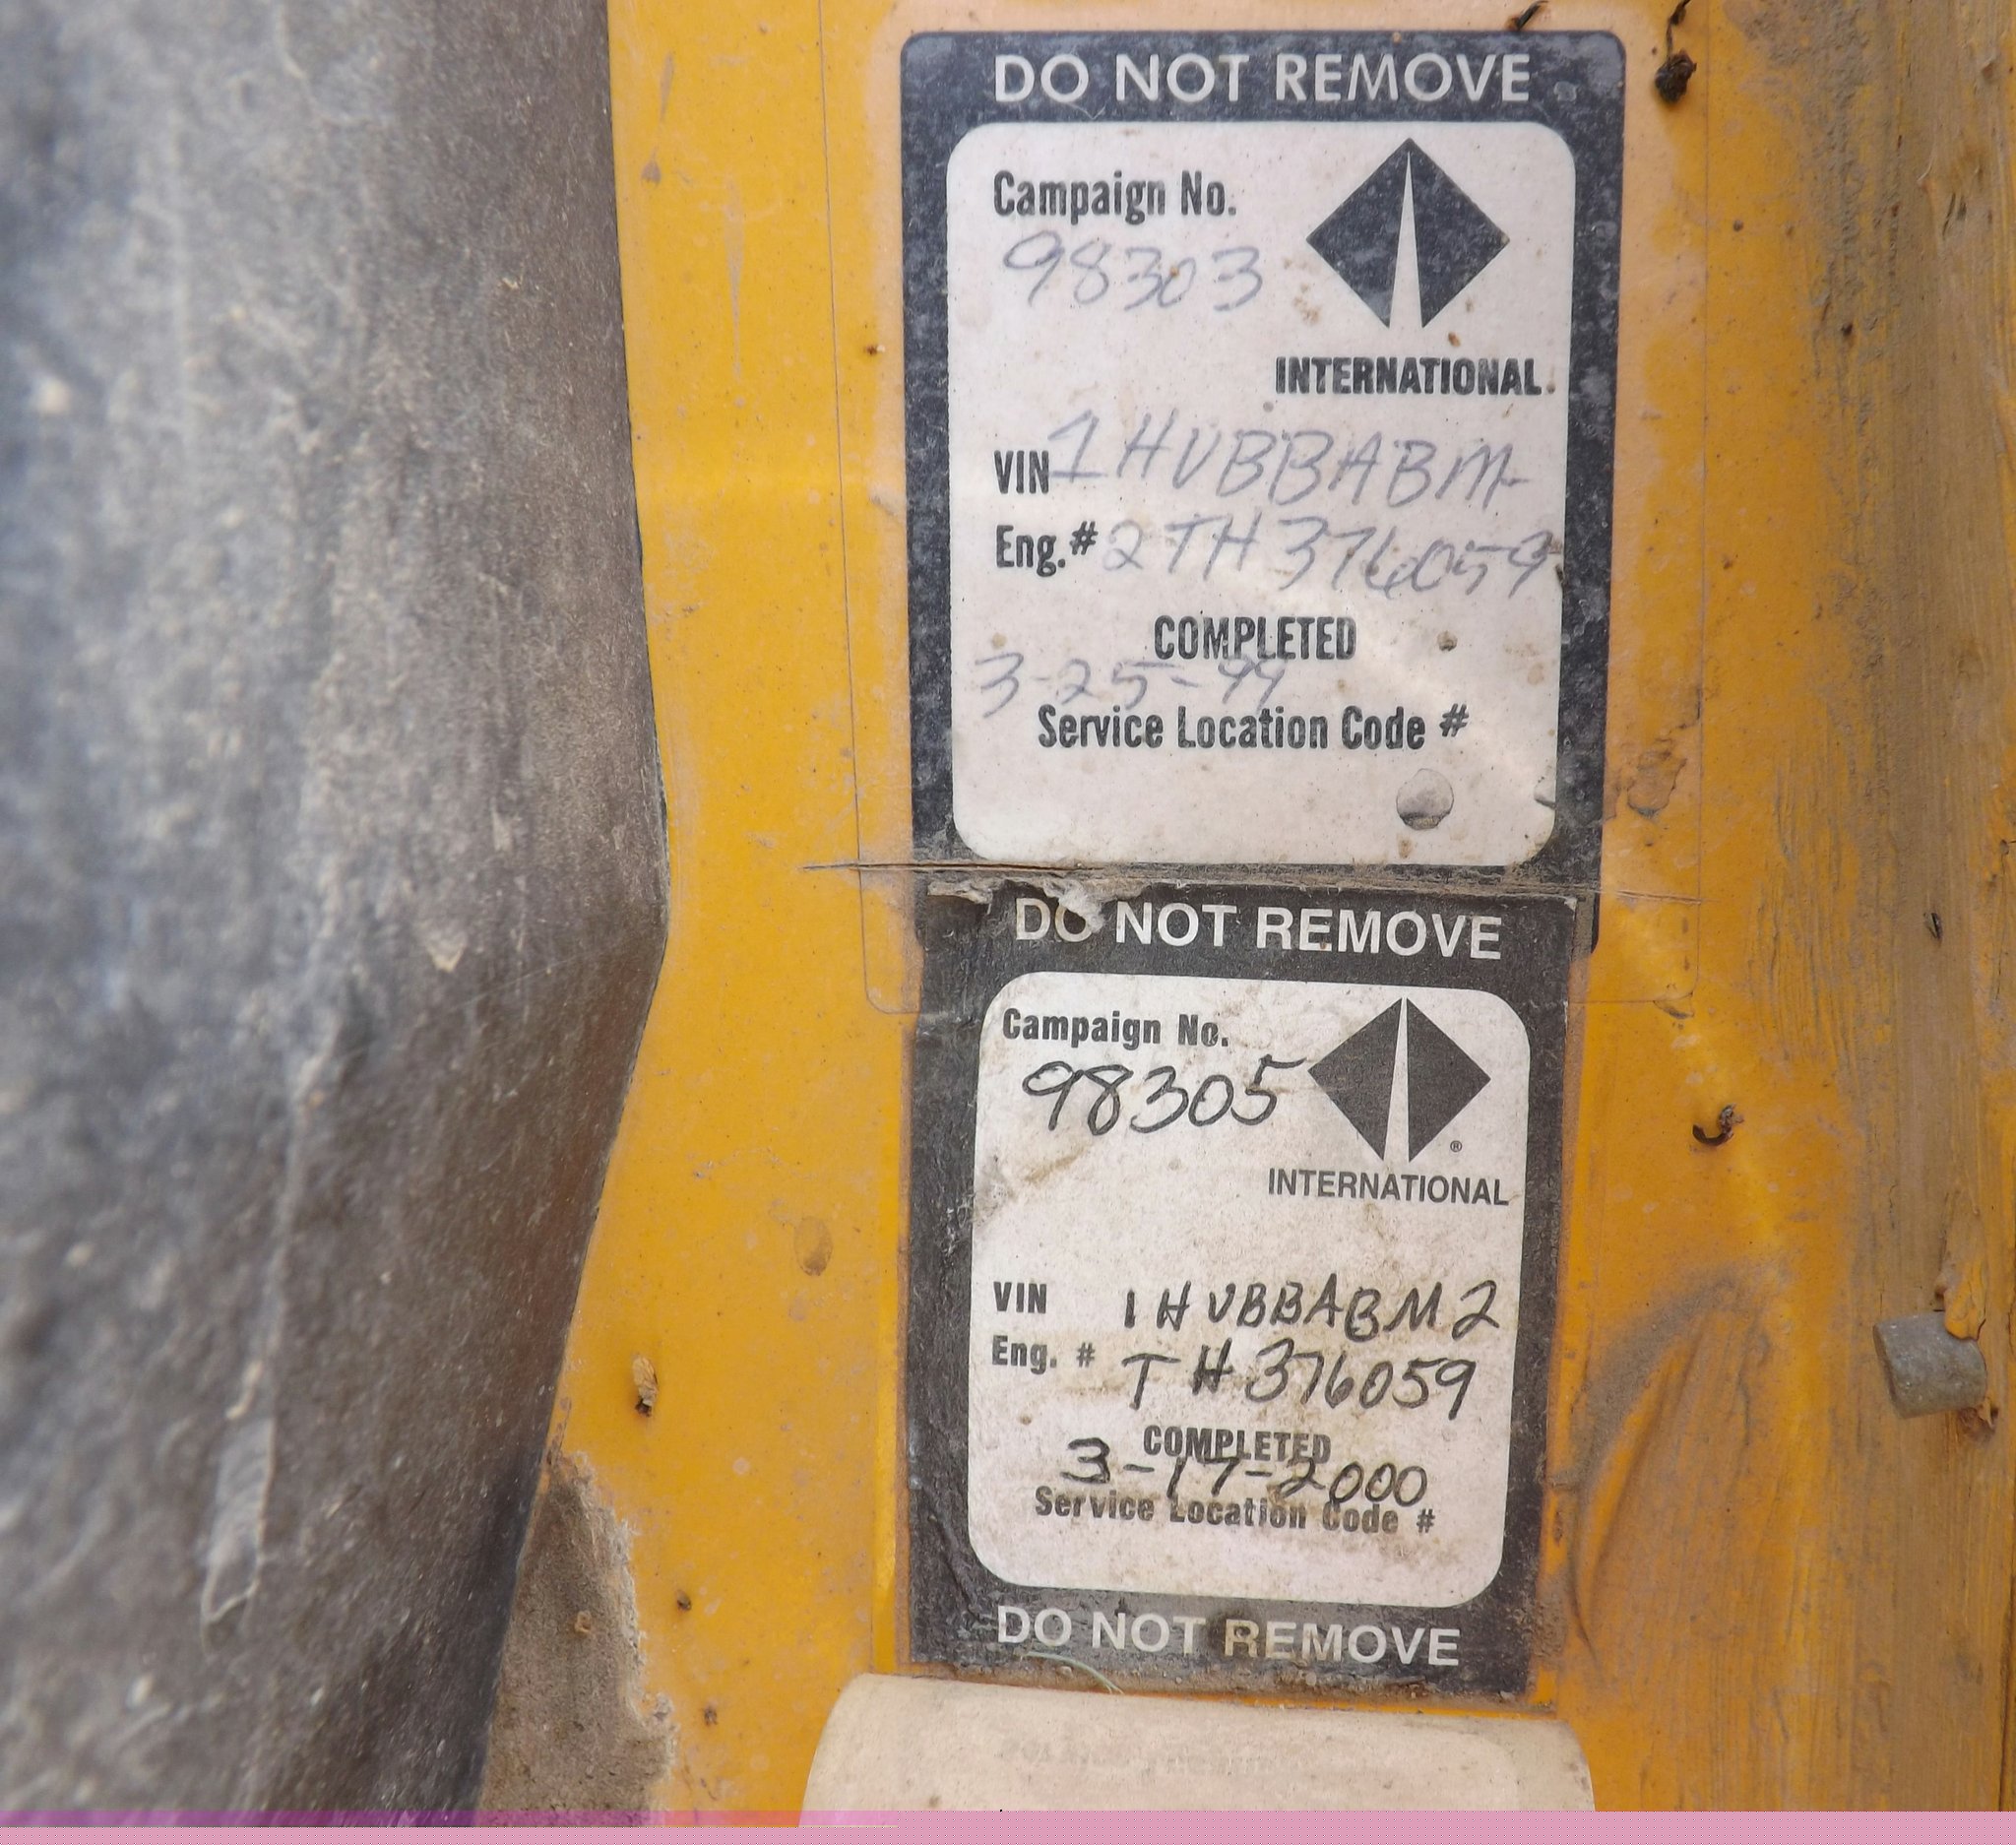 DO NOT REMOVE
Campaign No.
98303
INTERNATIONAL
VIN 1HVBBABM-
Eng.# 2TH376059
COMPLETED
3-25-99
Service Location Code #
DO NOT REMOVE
Campaign No.
98305
®
INTERNATIONAL
VIN 1HVBBABM2
Eng. # TH376059
COMPLETED
3-17-2000
Service Location Code #
DO NOT REMOVE